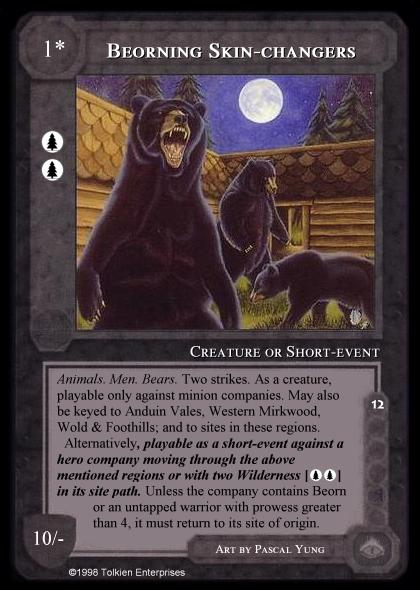 1*
Beorning Skin-changers
Creature or Short-event
Animals. Men. Bears. Two strikes. As a creature,
playable only against minion companies. May also
be keyed to Anduin Vales, Western Mirkwood,
Wold & Foothills; and to sites in these regions.
Alternatively, playable as a short-event against a
hero company moving through the above
mentioned regions or with two Wilderness [ ]
in its site path. Unless the company contains Beorn
or an untapped warrior with prowess greater
than 4, it must return to its site of origin.
12
10/-
Art by Pascal Yung
©1998 Tolkien Enterprises